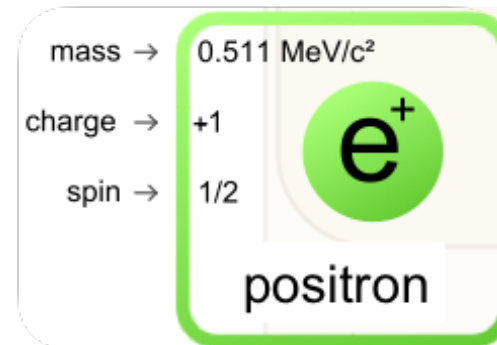 mass → 0.511 MeV/c²
charge → +1
e⁺
spin → 1/2
positron